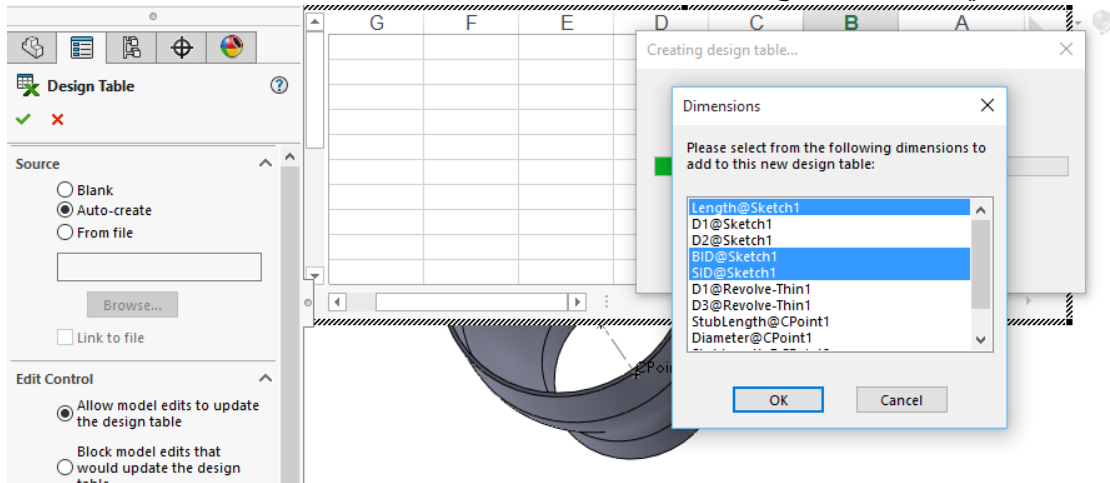 G F E D C B A
Creating design table...
Design Table
Source
Blank
Auto-create
From file
Browse...
Link to file
Edit Control
Allow model edits to update
the design table
Block model edits that
would update the design
table
Dimensions
Please select from the following dimensions to
add to this new design table:
Length@Sketch1
D1@Sketch1
D2@Sketch1
BID@Sketch1
SID@Sketch1
D1@Revolve-Thin1
D3@Revolve-Thin1
StubLength@CPoint1
Diameter@CPoint1
OK Cancel
CPoi